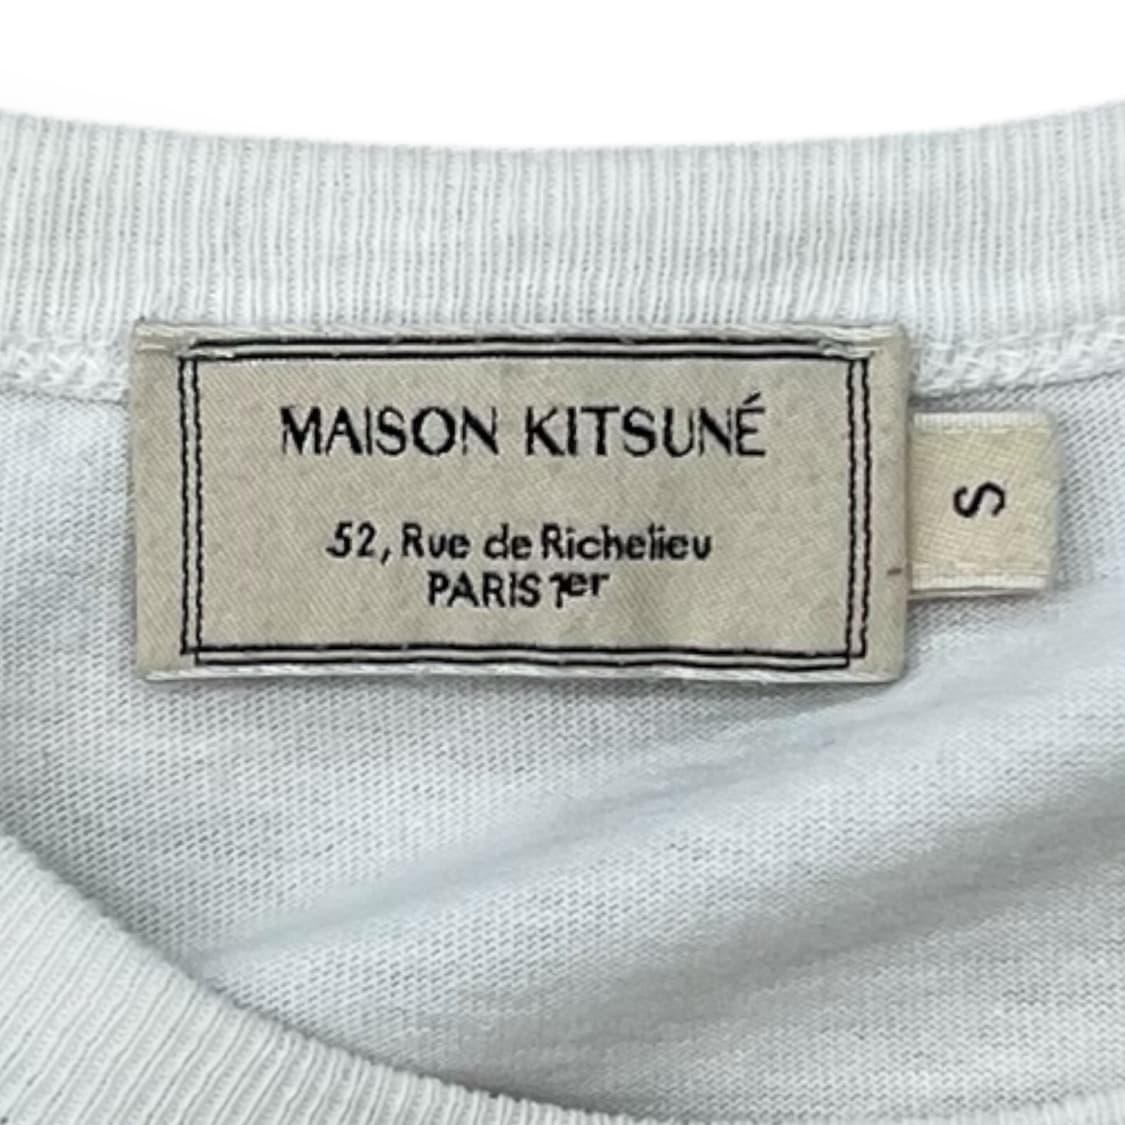 MAISON KITSUNÉ
52, Rue de Richelieu
PARIS 1er
S